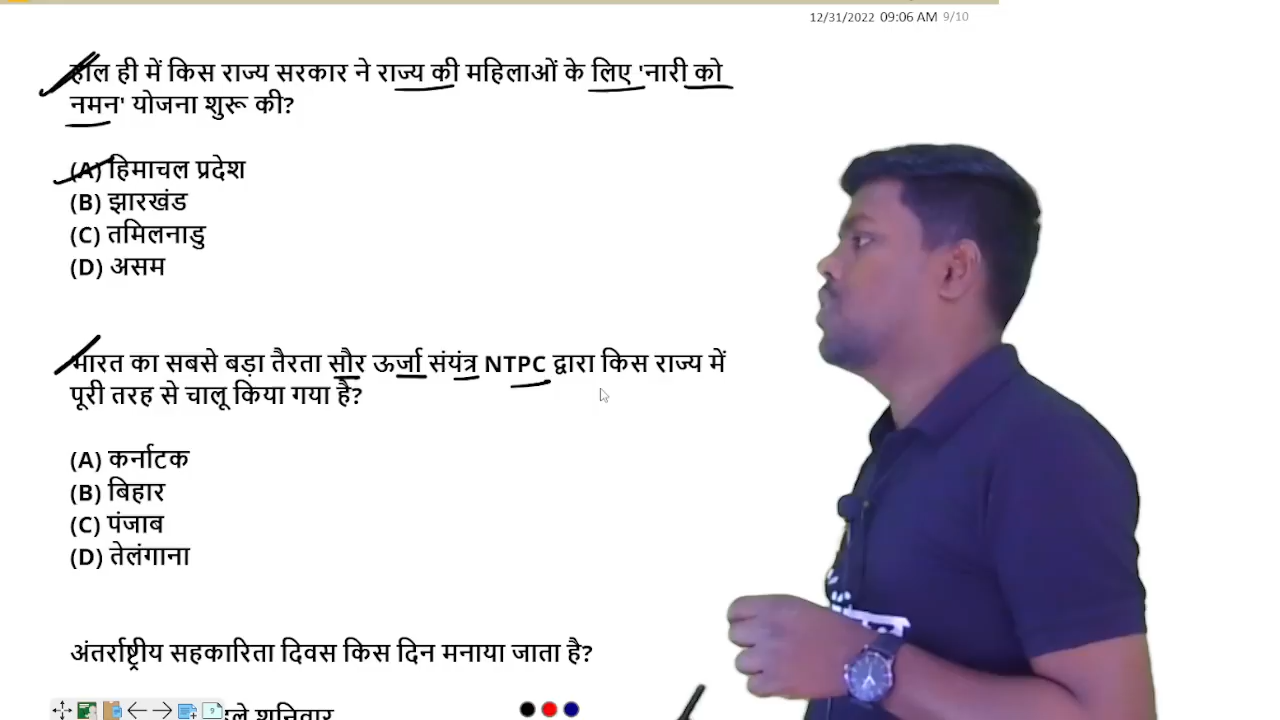 12/31/2022 09:06 AM 9/10
हाल ही में किस राज्य सरकार ने राज्य की महिलाओं के लिए 'नारी को
नमन' योजना शुरू की?
(A) हिमाचल प्रदेश
(B) झारखंड
(C) तमिलनाडु
(D) असम
भारत का सबसे बड़ा तैरता सौर ऊर्जा संयंत्र NTPC द्वारा किस राज्य में
पूरी तरह से चालू किया गया है?
(A) कर्नाटक
(B) बिहार
(C) पंजाब
(D) तेलंगाना
अंतर्राष्ट्रीय सहकारिता दिवस किस दिन मनाया जाता है?
शनिवार